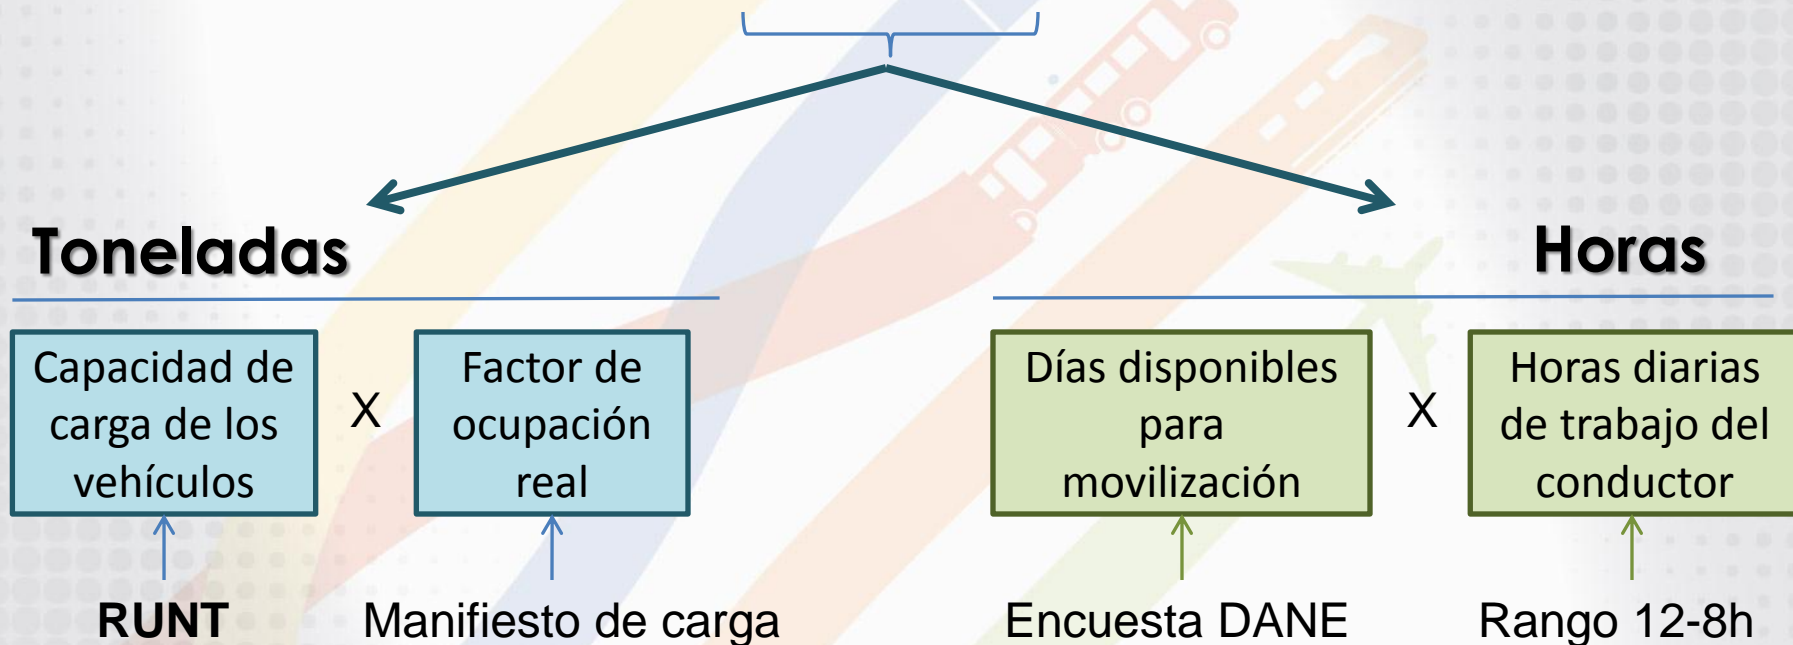 Toneladas
Horas
Capacidad de
carga de los
vehículos
X
Factor de
ocupación
real
Días disponibles
para
movilización
X
Horas diarias
de trabajo del
conductor
RUNT
Manifiesto de carga
Encuesta DANE
Rango 12-8h